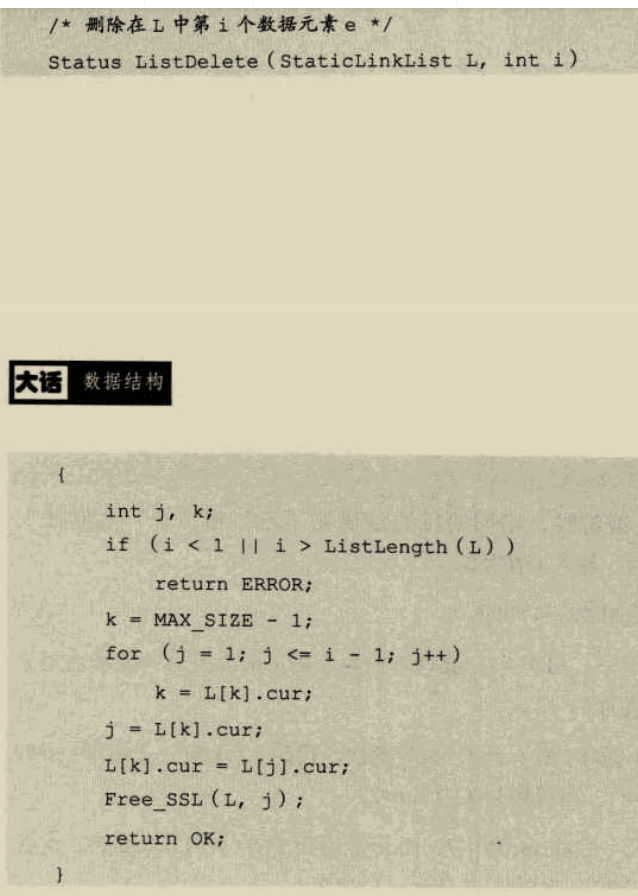 /* 删除在 L 中第 i 个数据元素 e */
Status ListDelete (StaticLinkList L, int i)
大话 数据结构
{
int j, k;
if (i < 1 || i > ListLength (L) )
return ERROR;
k = MAX_SIZE - 1;
for (j = 1; j <= i - 1; j++)
k = L[k].cur;
j = L[k].cur;
L[k].cur = L[j].cur;
Free_SSL (L, j) ;
return OK;
}